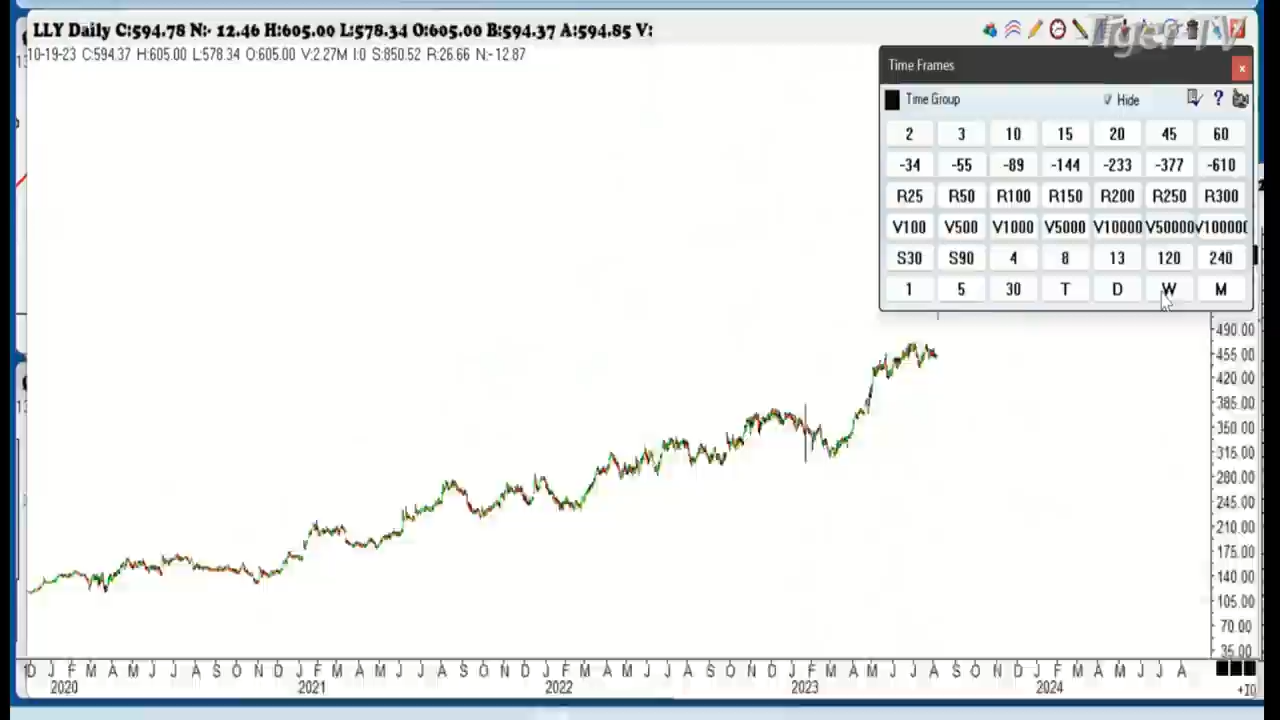 LLY Daily C:594.78 N:- 12.46 H:605.00 L:578.34 O:605.00 B:594.37 A:594.85 V:
10-19-23 C:594.37 H:605.00 L:578.34 O:605.00 V:2.27M I:0 S:850.52 R:26.66 N:-12.87
Tiger TV
Time Frames
Time Group Hide ?
2 3 10 15 20 45 60
-34 -55 -89 -144 -233 -377 -610
R25 R50 R100 R150 R200 R250 R300
V100 V500 V1000 V5000 V10000 V50000 V100000
S30 S90 4 8 13 120 240
1 5 30 T D W M
490.00
455.00
420.00
385.00
350.00
315.00
280.00
245.00
210.00
175.00
140.00
105.00
70.00
35.00
D J F M A M J J A S O N D J F M A M J J A S O N D J F M A M J J A S O N D J F M A M J J A S O N D J F M A M J J A
2020 2021 2022 2023 2024
+10